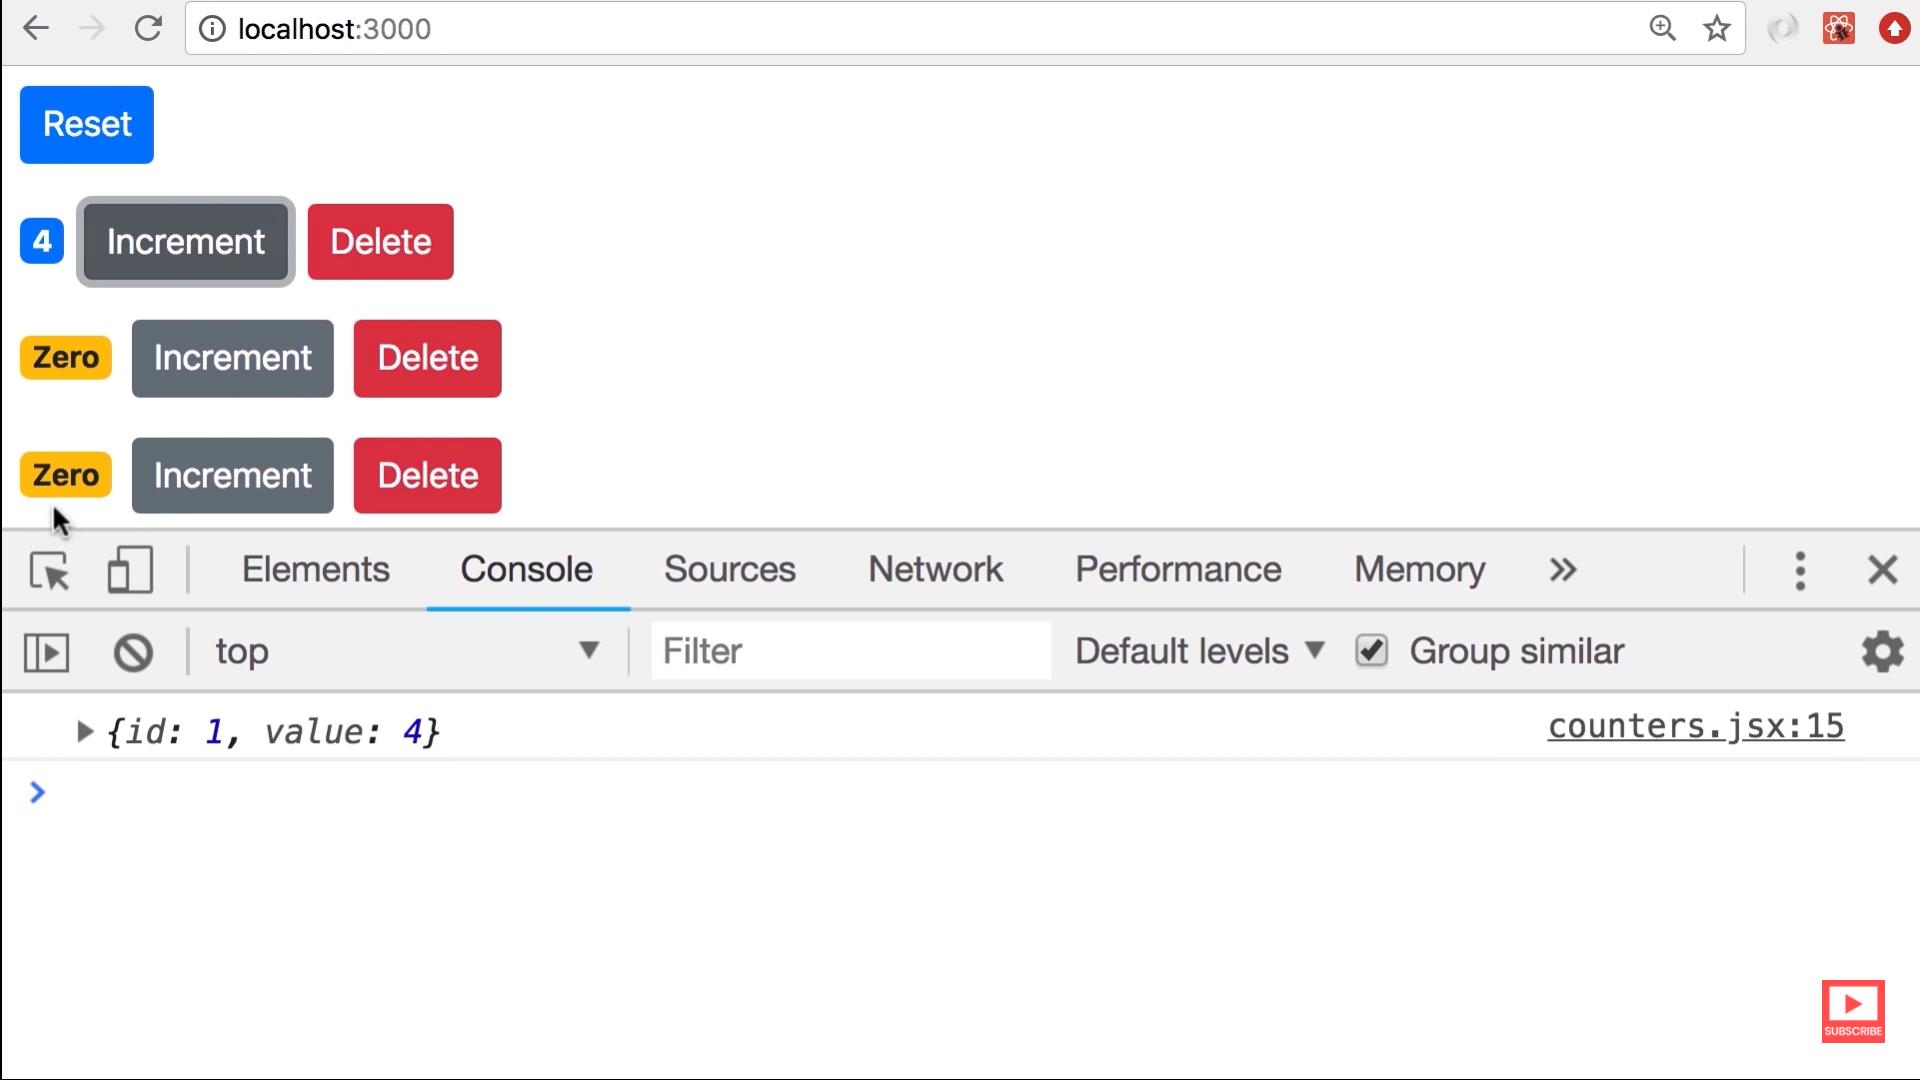 localhost:3000
Reset
4 Increment Delete
Zero Increment Delete
Zero Increment Delete
Elements Console Sources Network Performance Memory »
top ▼ Filter Default levels ▼ Group similar
{id: 1, value: 4} counters.jsx:15
SUBSCRIBE